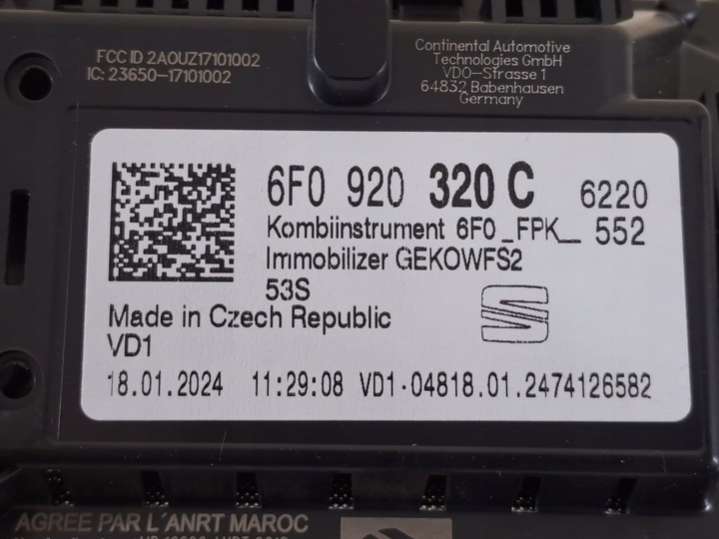 FCC ID 2AOUZ17101002
IC: 23650-17101002
Continental Automotive
Technologies GmbH
VDO-Strasse 1
64832 Babenhausen
Germany
6F0 920 320 C 6220
Kombiinstrument 6F0_FPK_ 552
Immobilizer GEKOWFS2
53S
Made in Czech Republic
VD1
18.01.2024 11:29:08 VD1-04818.01.2474126582
AGREE PAR L'ANRT MAROC